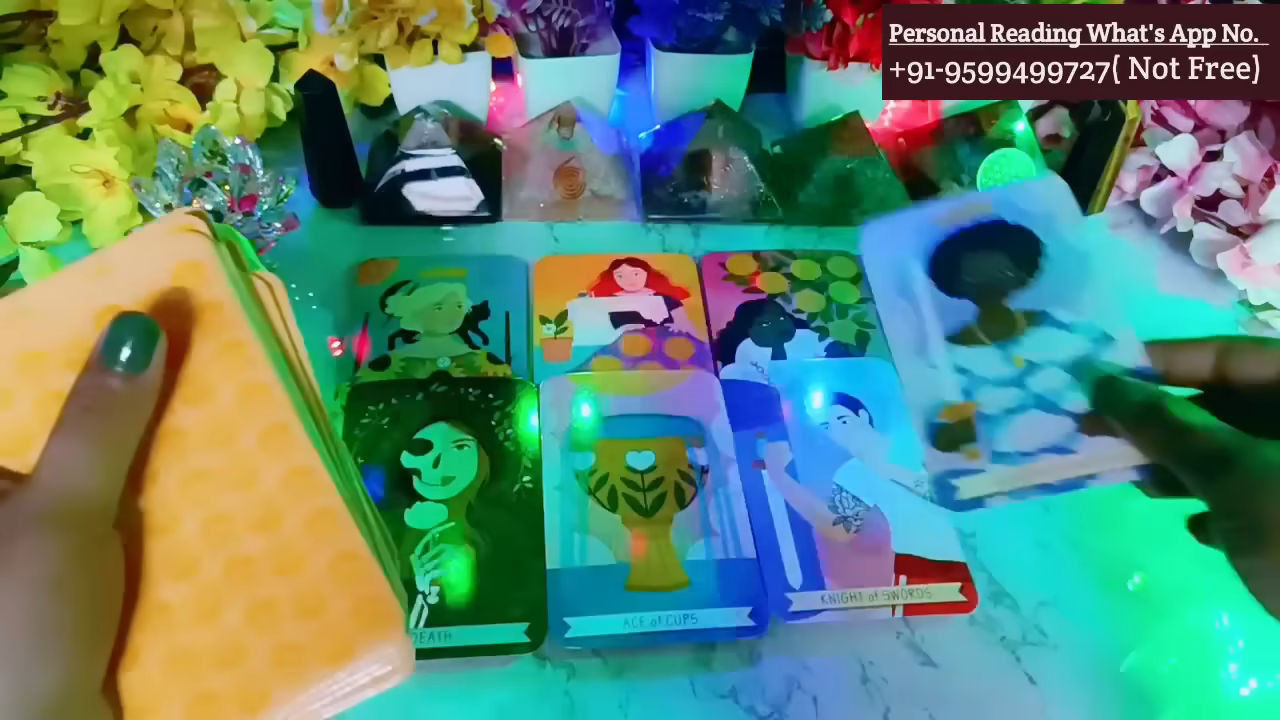 Personal Reading What's App No.
+91-9599499727( Not Free)
DEATH
ACE of CUPS
KNIGHT of SWORDS